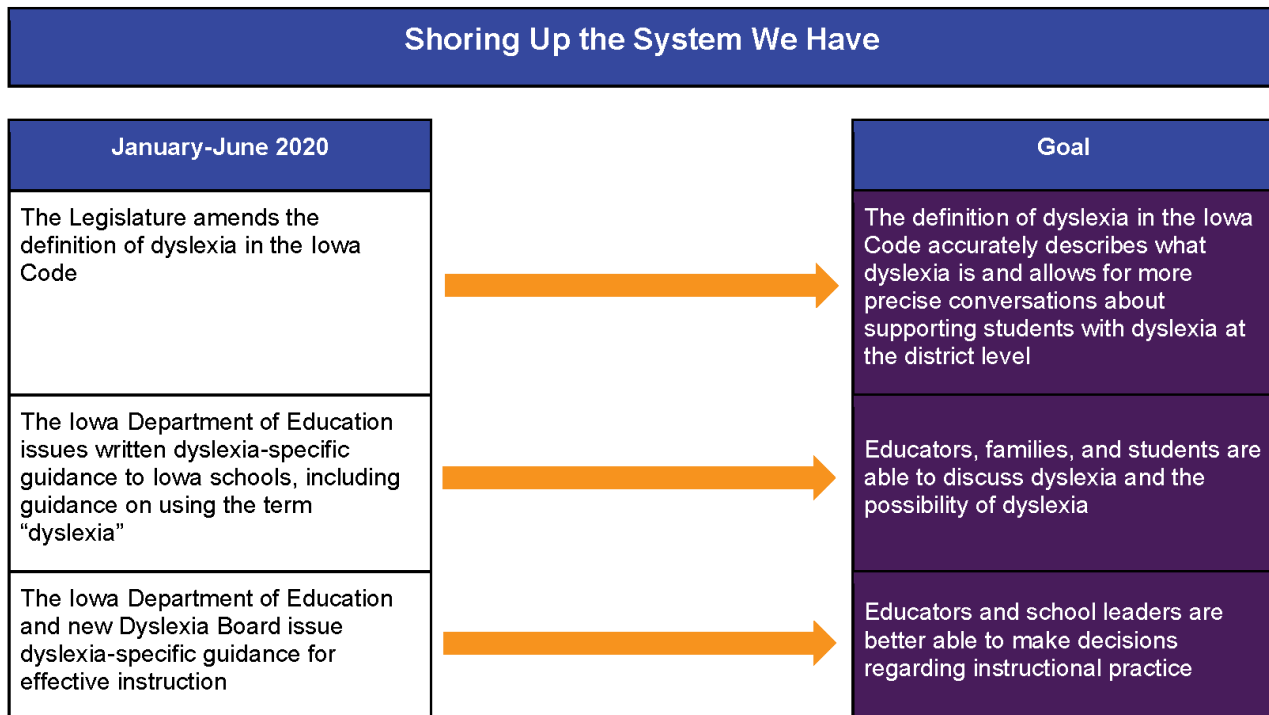 Shoring Up the System We Have
January-June 2020
Goal
The Legislature amends the
definition of dyslexia in the Iowa
Code
The definition of dyslexia in the Iowa
Code accurately describes what
dyslexia is and allows for more
precise conversations about
supporting students with dyslexia at
the district level
The Iowa Department of Education
issues written dyslexia-specific
guidance to Iowa schools, including
guidance on using the term
“dyslexia”
Educators, families, and students are
able to discuss dyslexia and the
possibility of dyslexia
The Iowa Department of Education
and new Dyslexia Board issue
dyslexia-specific guidance for
effective instruction
Educators and school leaders are
better able to make decisions
regarding instructional practice